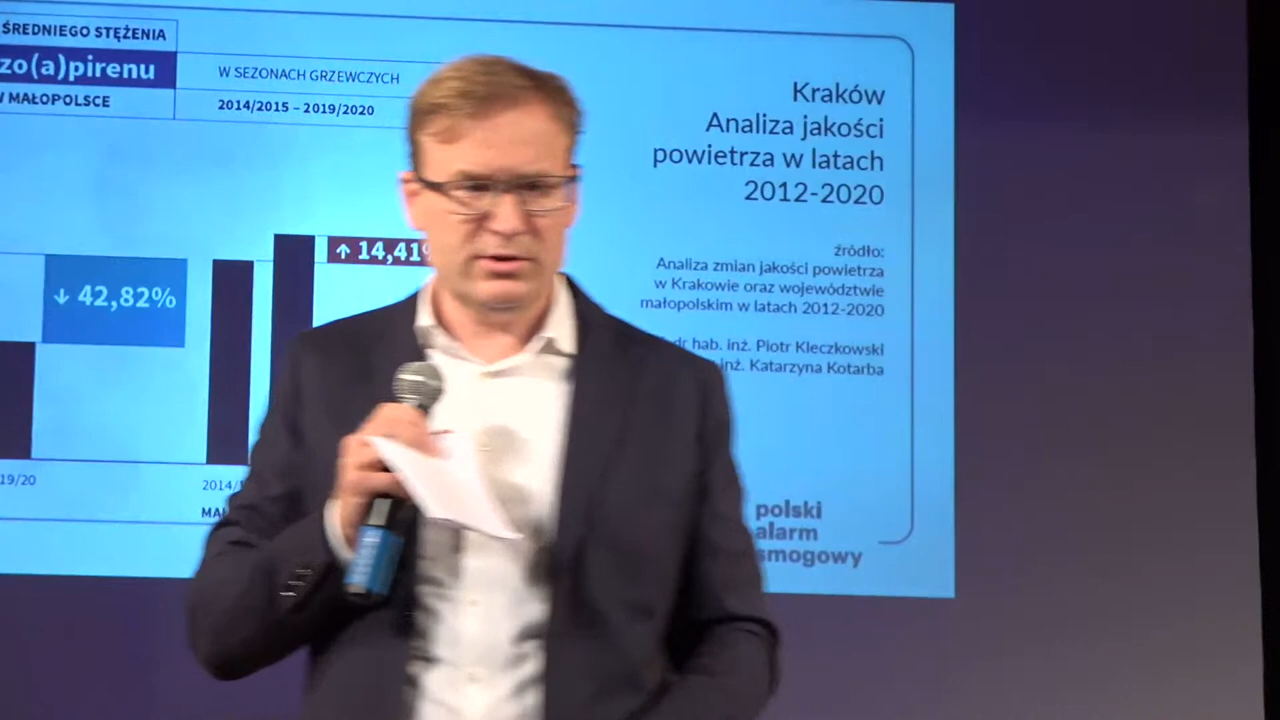 ŚREDNIEGO STĘŻENIA
zo(a)pirenu
W MAŁOPOLSCE
W SEZONACH GRZEWCZYCH
2014/2015 – 2019/2020
↓ 42,82%
↑ 14,41%
19/20
2014/1
Kraków
Analiza jakości
powietrza w latach
2012-2020
źródło:
Analiza zmian jakości powietrza
w Krakowie oraz województwie
małopolskim w latach 2012-2020
dr hab. inż. Piotr Kleczkowski
inż. Katarzyna Kotarba
polski
alarm
smogowy